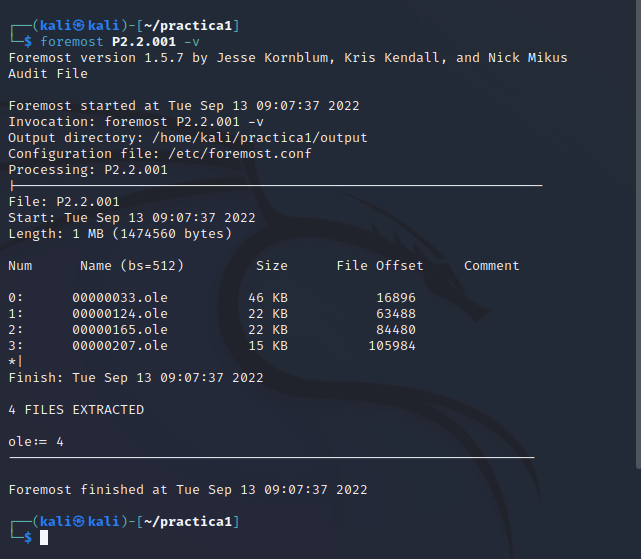 ┌──(kali㉿kali)-[~/practica1]
└─$ foremost P2.2.001 -v
Foremost version 1.5.7 by Jesse Kornblum, Kris Kendall, and Nick Mikus
Audit File
Foremost started at Tue Sep 13 09:07:37 2022
Invocation: foremost P2.2.001 -v
Output directory: /home/kali/practica1/output
Configuration file: /etc/foremost.conf
Processing: P2.2.001
|------------------------------------------------------------------
File: P2.2.001
Start: Tue Sep 13 09:07:37 2022
Length: 1 MB (1474560 bytes)
Num      Name (bs=512)         Size      File Offset     Comment
0:      00000033.ole          46 KB           16896
1:      00000124.ole          22 KB           63488
2:      00000165.ole          22 KB           84480
3:      00000207.ole          15 KB          105984
*|
Finish: Tue Sep 13 09:07:37 2022
4 FILES EXTRACTED
ole:= 4
------------------------------------------------------------------
Foremost finished at Tue Sep 13 09:07:37 2022
┌──(kali㉿kali)-[~/practica1]
└─$